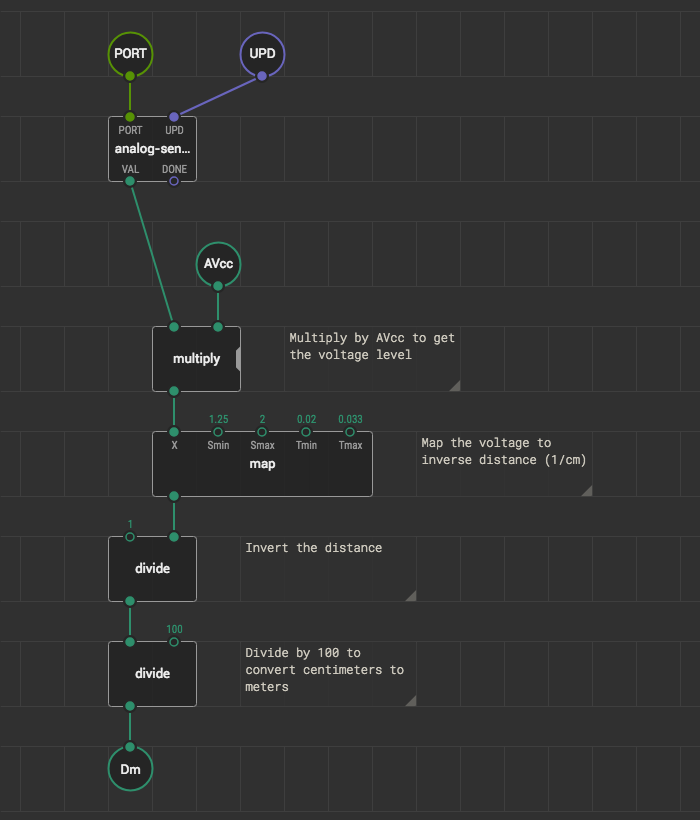 PORT UPD
PORT UPD
analog-sen...
VAL DONE
AVcc
multiply
Multiply by AVcc to get
the voltage level
1.25 2 0.02 0.033
X Smin Smax Tmin Tmax
map
Map the voltage to
inverse distance (1/cm)
1
divide
Invert the distance
100
divide
Divide by 100 to
convert centimeters to
meters
Dm